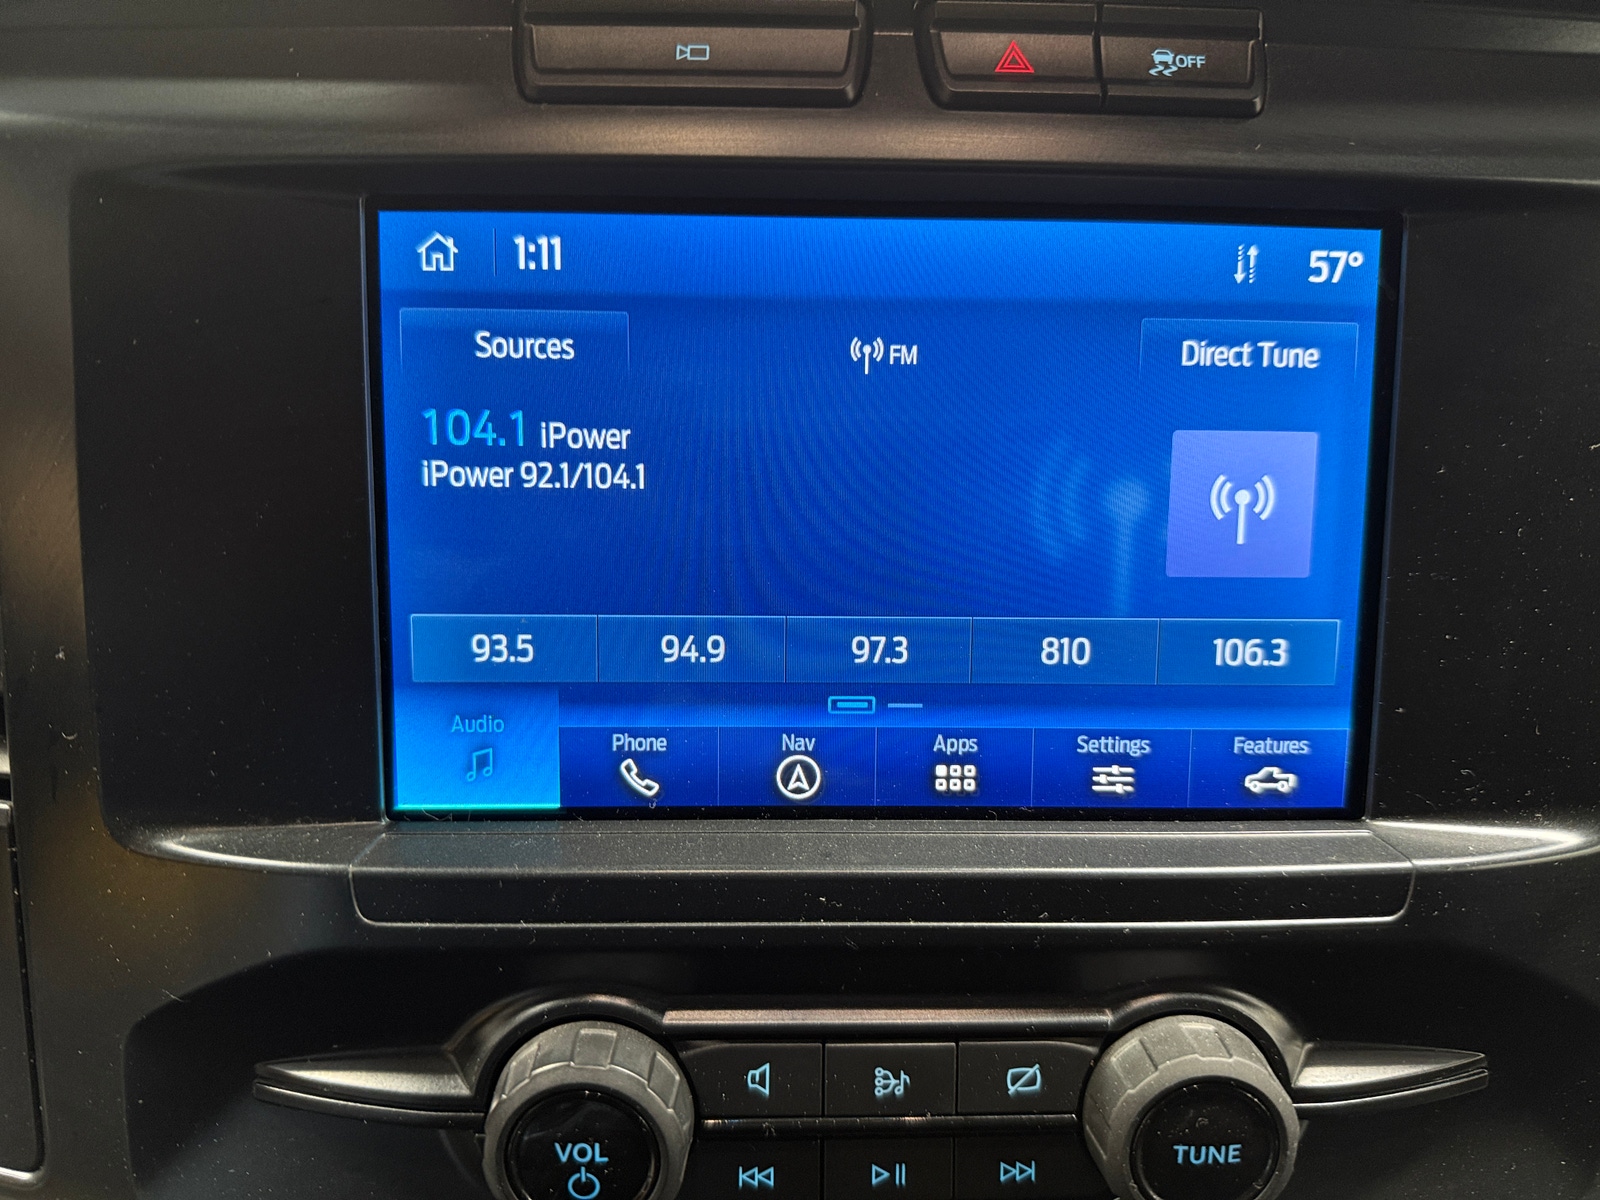 OFF
1:11
57°
Sources
FM
Direct Tune
104.1 iPower
iPower 92.1/104.1
93.5
94.9
97.3
810
106.3
Audio
Phone
Nav
Apps
Settings
Features
VOL
TUNE